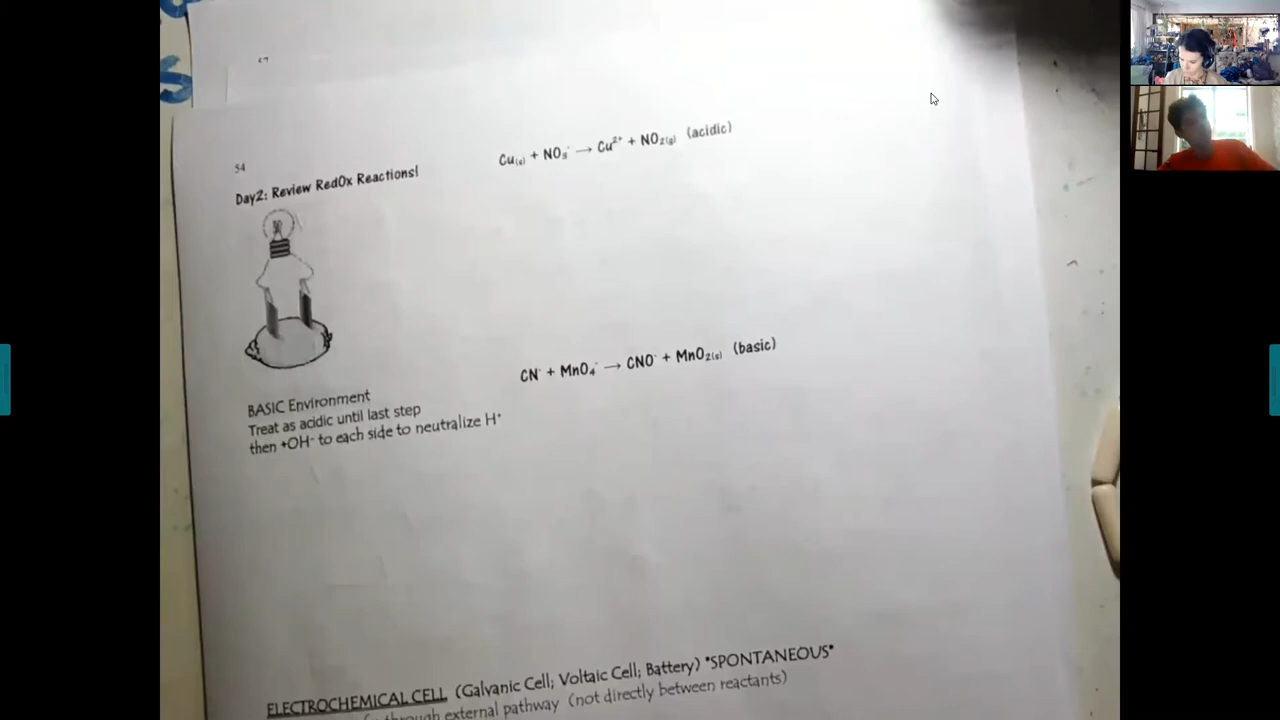 54
Day2: Review RedOx Reactions!
Cu(s) + NO₃⁻ → Cu²⁺ + NO₂(g) (acidic)
CN⁻ + MnO₄⁻ → CNO⁻ + MnO₂(s) (basic)
BASIC Environment
Treat as acidic until last step
then +OH⁻ to each side to neutralize H⁺
ELECTROCHEMICAL CELL (Galvanic Cell; Voltaic Cell; Battery) *SPONTANEOUS*
through external pathway (not directly between reactants)